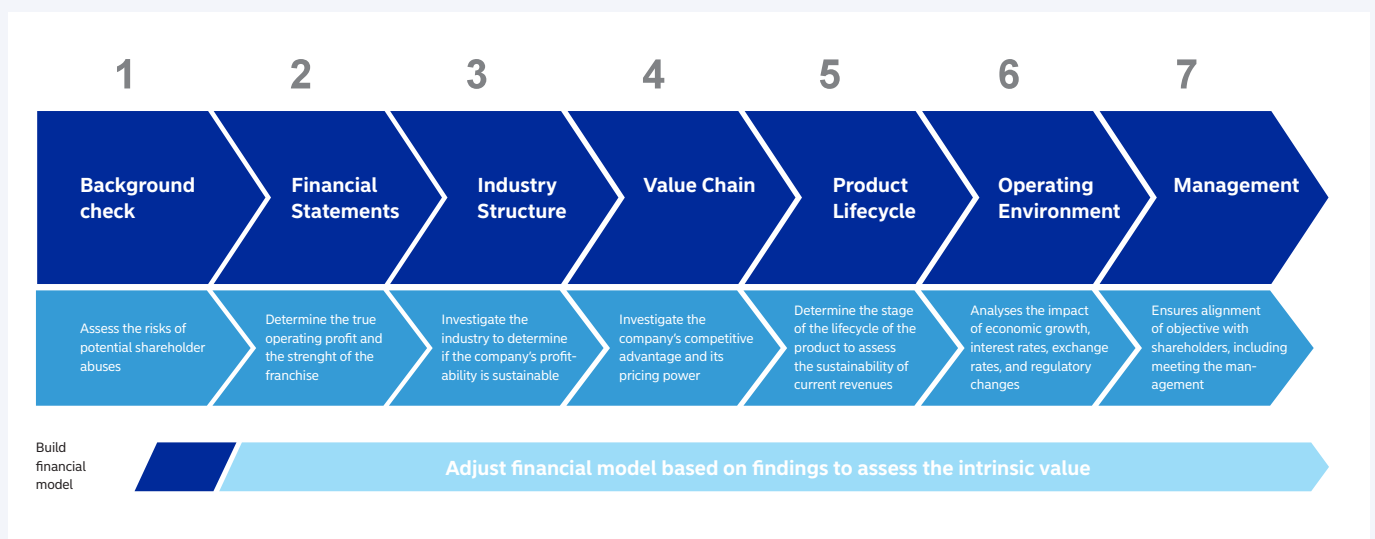 1
2
3
4
5
6
7
Background
check
Financial
Statements
Industry
Structure
Value Chain
Product
Lifecycle
Operating
Environment
Management
Assess the risks of
potential shareholder
abuses
Determine the true
operating profit and
the strenght of the
franchise
Investigate the
industry to determine
if the company's profit-
ability is sustainable
Investigate the
company's competitive
advantage and its
pricing power
Determine the stage
of the lifecycle of the
product to assess
the sustainability of
current revenues
Analyses the impact
of economic growth,
interest rates, exchange
rates, and regulatory
changes
Ensures alignment
of objective with
shareholders, including
meeting the man-
agement
Build
financial
model
Adjust financial model based on findings to assess the intrinsic value